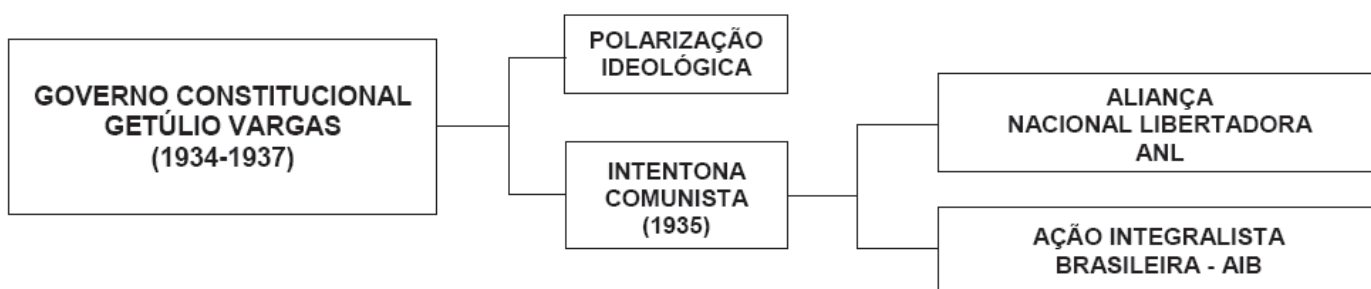 GOVERNO CONSTITUCIONAL
GETÚLIO VARGAS
(1934-1937)
POLARIZAÇÃO
IDEOLÓGICA
INTENTONA
COMUNISTA
(1935)
ALIANÇA
NACIONAL LIBERTADORA
ANL
AÇÃO INTEGRALISTA
BRASILEIRA - AIB